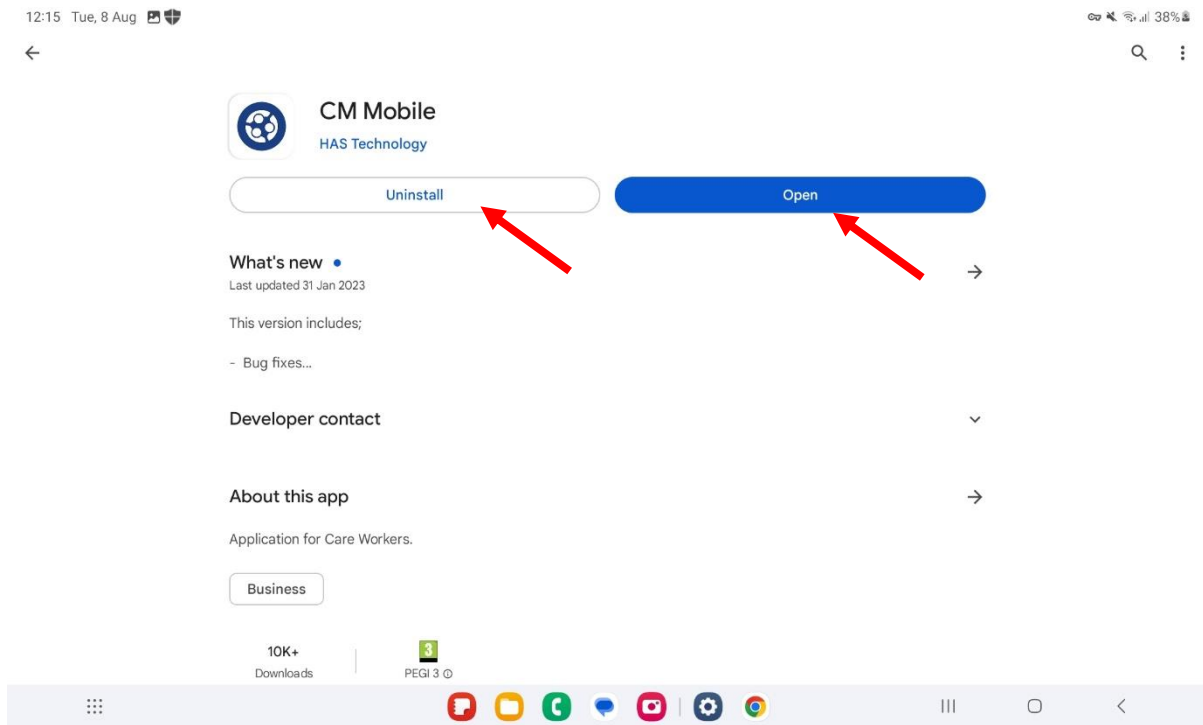 12:15 Tue, 8 Aug
38%
CM Mobile
HAS Technology
Uninstall
Open
What's new
Last updated 31 Jan 2023
This version includes;
- Bug fixes...
Developer contact
About this app
Application for Care Workers.
Business
10K+
3
Downloads
PEGI 3